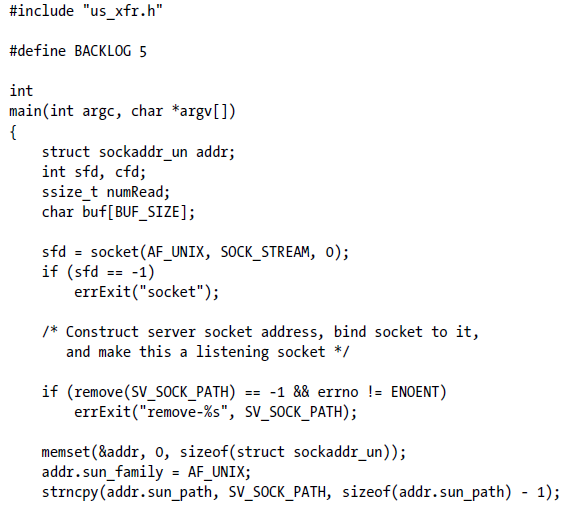 #include "us_xfr.h"

#define BACKLOG 5

int
main(int argc, char *argv[])
{
    struct sockaddr_un addr;
    int sfd, cfd;
    ssize_t numRead;
    char buf[BUF_SIZE];

    sfd = socket(AF_UNIX, SOCK_STREAM, 0);
    if (sfd == -1)
        errExit("socket");

    /* Construct server socket address, bind socket to it,
       and make this a listening socket */

    if (remove(SV_SOCK_PATH) == -1 && errno != ENOENT)
        errExit("remove-%s", SV_SOCK_PATH);

    memset(&addr, 0, sizeof(struct sockaddr_un));
    addr.sun_family = AF_UNIX;
    strncpy(addr.sun_path, SV_SOCK_PATH, sizeof(addr.sun_path) - 1);